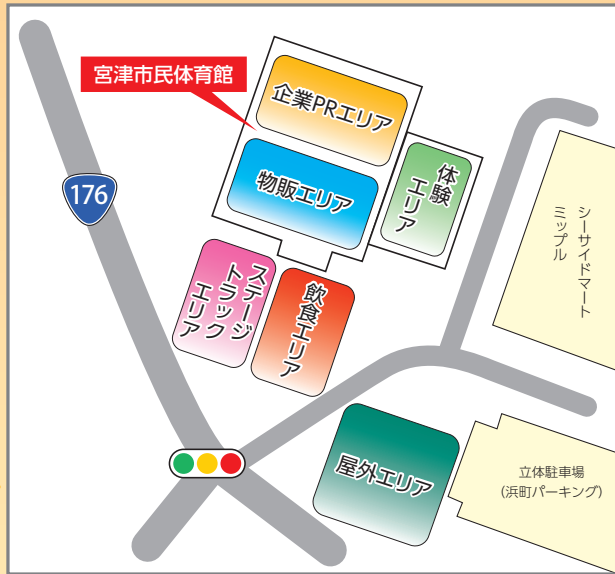 宮津市民体育館
企業PRエリア
物販エリア
体験
エリア
176
シーサイドマート
ミップル
ステージ
トラック
エリア
飲食エリア
屋外エリア
立体駐車場
(浜町パーキング)